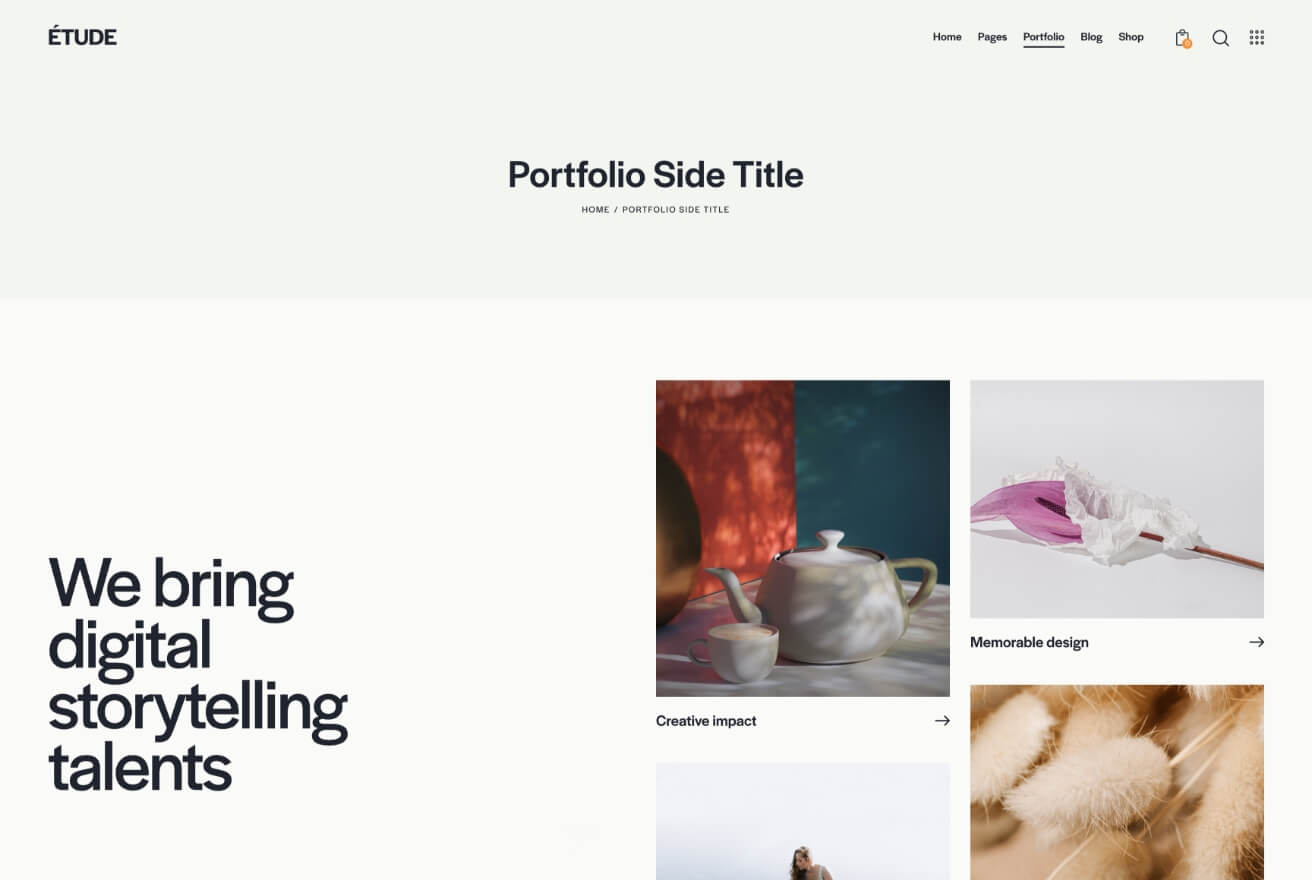 ÉTUDE
Home Pages Portfolio Blog Shop
0
Portfolio Side Title
HOME / PORTFOLIO SIDE TITLE
We bring
digital
storytelling
talents
Creative impact
Memorable design